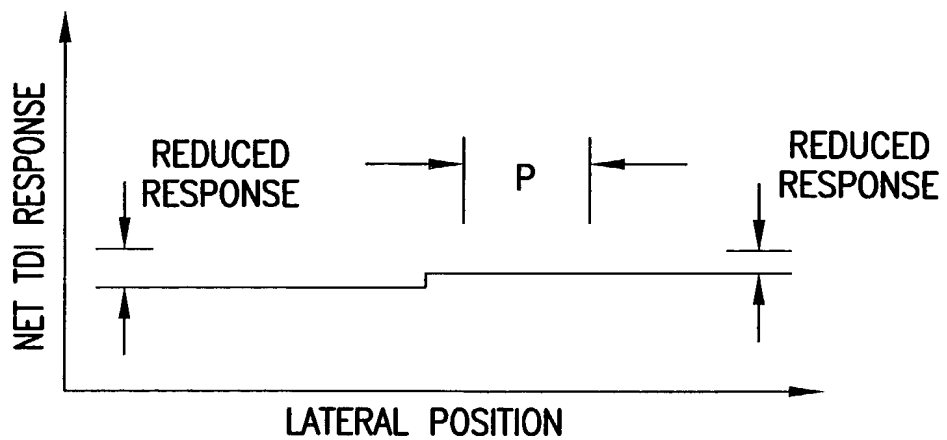 NET TDI RESPONSE
REDUCED
RESPONSE
P
REDUCED
RESPONSE
LATERAL POSITION